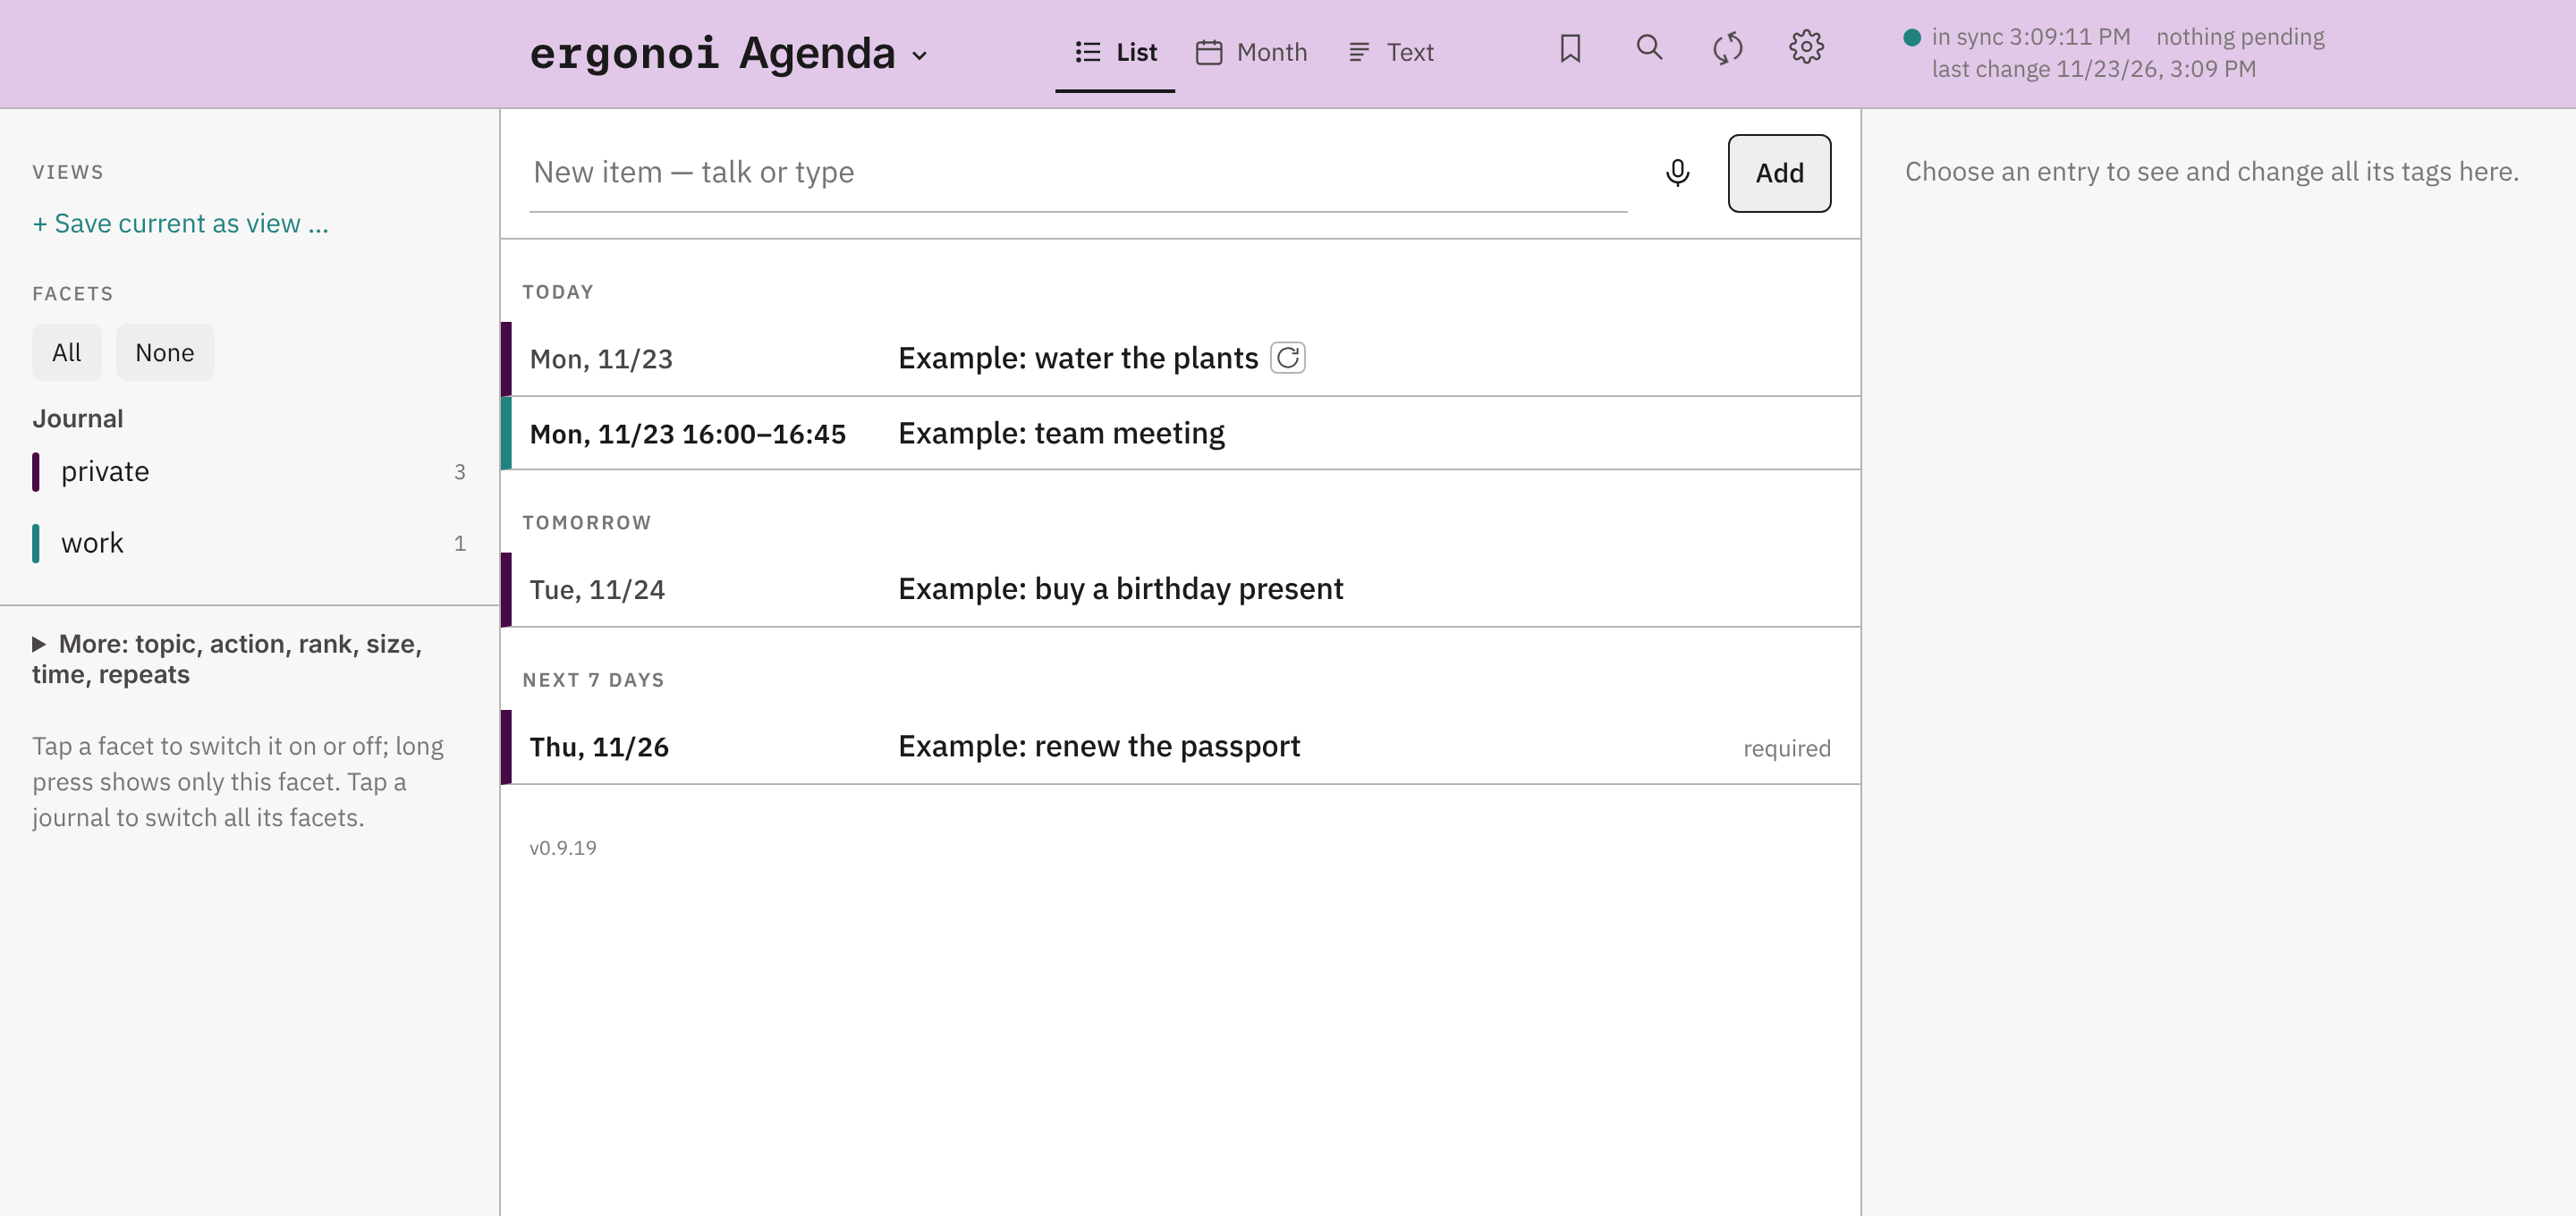 ergonoi Agenda
List Month Text
in sync 3:09:11 PM nothing pending
last change 11/23/26, 3:09 PM
VIEWS
+ Save current as view ...
FACETS
All None
Journal
private 3
work 1
More: topic, action, rank, size,
time, repeats
Tap a facet to switch it on or off; long
press shows only this facet. Tap a
journal to switch all its facets.
New item — talk or type
Add
TODAY
Mon, 11/23 Example: water the plants
Mon, 11/23 16:00–16:45 Example: team meeting
TOMORROW
Tue, 11/24 Example: buy a birthday present
NEXT 7 DAYS
Thu, 11/26 Example: renew the passport required
v0.9.19
Choose an entry to see and change all its tags here.